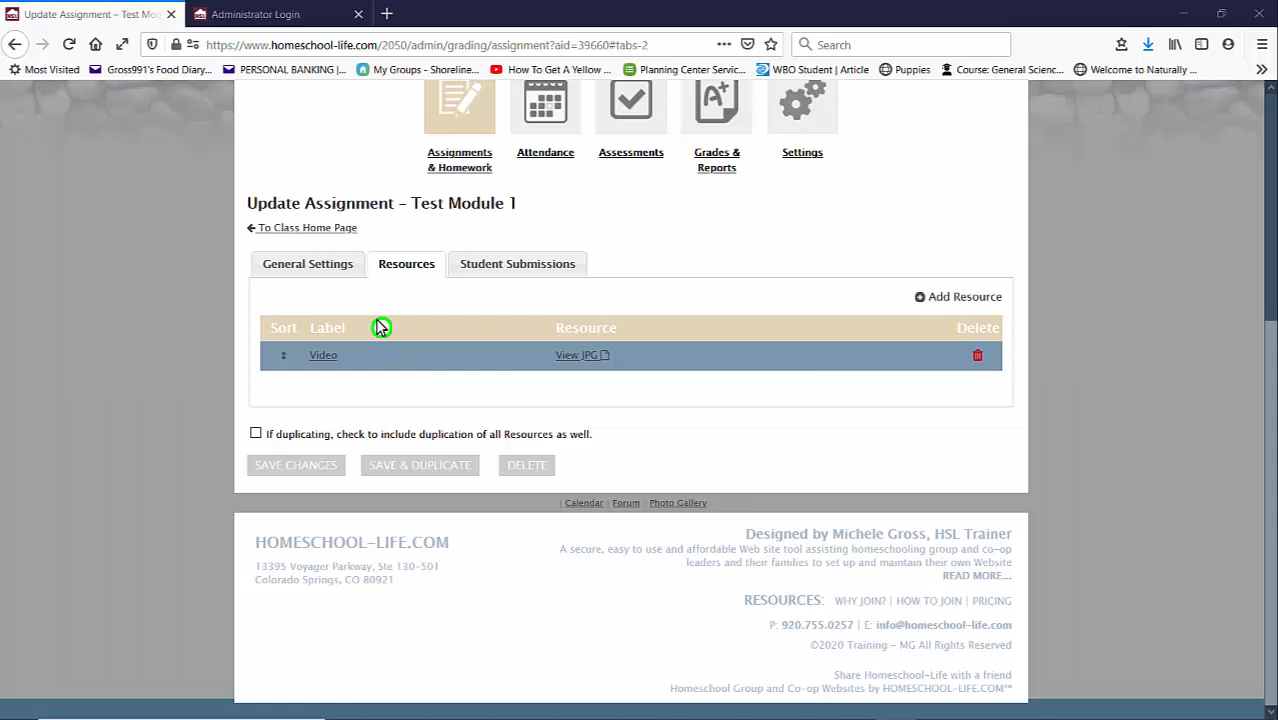 Update Assignment – Test Mod
Administrator Login
https://www.homeschool-life.com/2050/admin/grading/assignment?aid=39660#tabs-2
Search
Most Visited
Gross991's Food Diary...
PERSONAL BANKING |...
My Groups - Shoreline...
How To Get A Yellow ...
Planning Center Servic...
WBO Student | Article
Puppies
Course: General Scienc...
Welcome to Naturally ...
Assignments & Homework
Attendance
Assessments
Grades & Reports
Settings
Update Assignment – Test Module 1
To Class Home Page
General Settings
Resources
Student Submissions
Add Resource
Sort Label Resource Delete
Video View JPG
If duplicating, check to include duplication of all Resources as well.
SAVE CHANGES SAVE & DUPLICATE DELETE
| Calendar | Forum | Photo Gallery
HOMESCHOOL-LIFE.COM
13395 Voyager Parkway, Ste 130-501
Colorado Springs, CO 80921
Designed by Michele Gross, HSL Trainer
A secure, easy to use and affordable Web site tool assisting homeschooling group and co-op
leaders and their families to set up and maintain their own Website
READ MORE...
RESOURCES: WHY JOIN? | HOW TO JOIN | PRICING
P: 920.755.0257 | E: info@homeschool-life.com
©2020 Training - MG All Rights Reserved
Share Homeschool-Life with a friend
Homeschool Group and Co-op Websites by HOMESCHOOL-LIFE.COM™